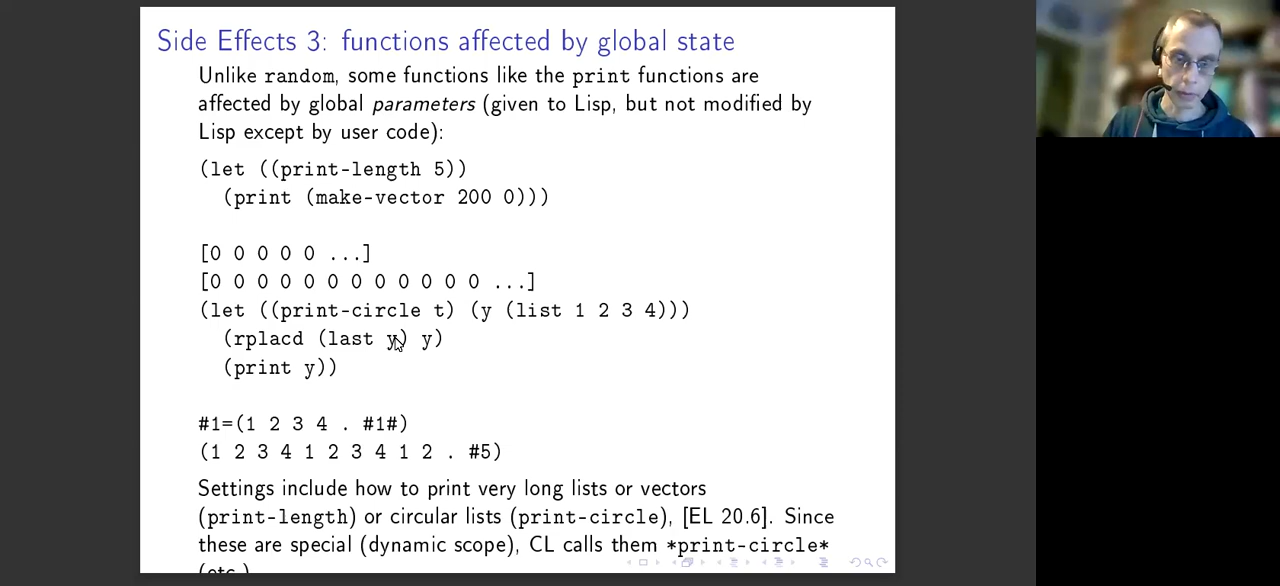 Side Effects 3: functions affected by global state
Unlike random, some functions like the print functions are
affected by global parameters (given to Lisp, but not modified by
Lisp except by user code):
(let ((print-length 5))
(print (make-vector 200 0)))
[0 0 0 0 0 ...]
[0 0 0 0 0 0 0 0 0 0 0 0 ...]
(let ((print-circle t) (y (list 1 2 3 4)))
(rplacd (last y) y)
(print y))
#1=(1 2 3 4 . #1#)
(1 2 3 4 1 2 3 4 1 2 . #5)
Settings include how to print very long lists or vectors
(print-length) or circular lists (print-circle), [EL 20.6]. Since
these are special (dynamic scope), CL calls them *print-circle*
(etc.)